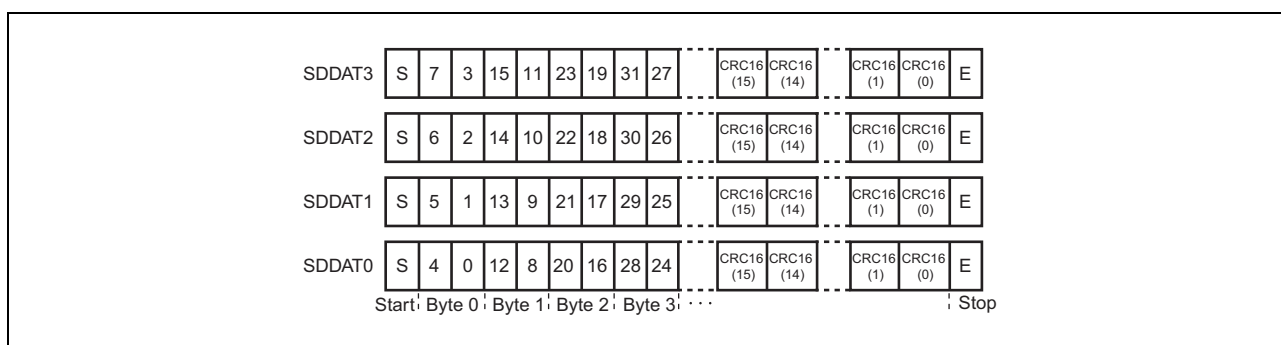 SDDAT3 S 7 3 15 11 23 19 31 27 CRC16 (15) CRC16 (14) CRC16 (1) CRC16 (0) E
SDDAT2 S 6 2 14 10 22 18 30 26 CRC16 (15) CRC16 (14) CRC16 (1) CRC16 (0) E
SDDAT1 S 5 1 13 9 21 17 29 25 CRC16 (15) CRC16 (14) CRC16 (1) CRC16 (0) E
SDDAT0 S 4 0 12 8 20 16 28 24 CRC16 (15) CRC16 (14) CRC16 (1) CRC16 (0) E
Start Byte 0 Byte 1 Byte 2 Byte 3 · · · Stop